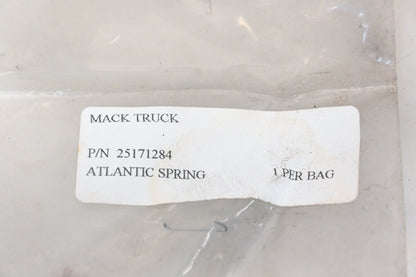 MACK TRUCK
P/N 25171284
ATLANTIC SPRING 1 PER BAG